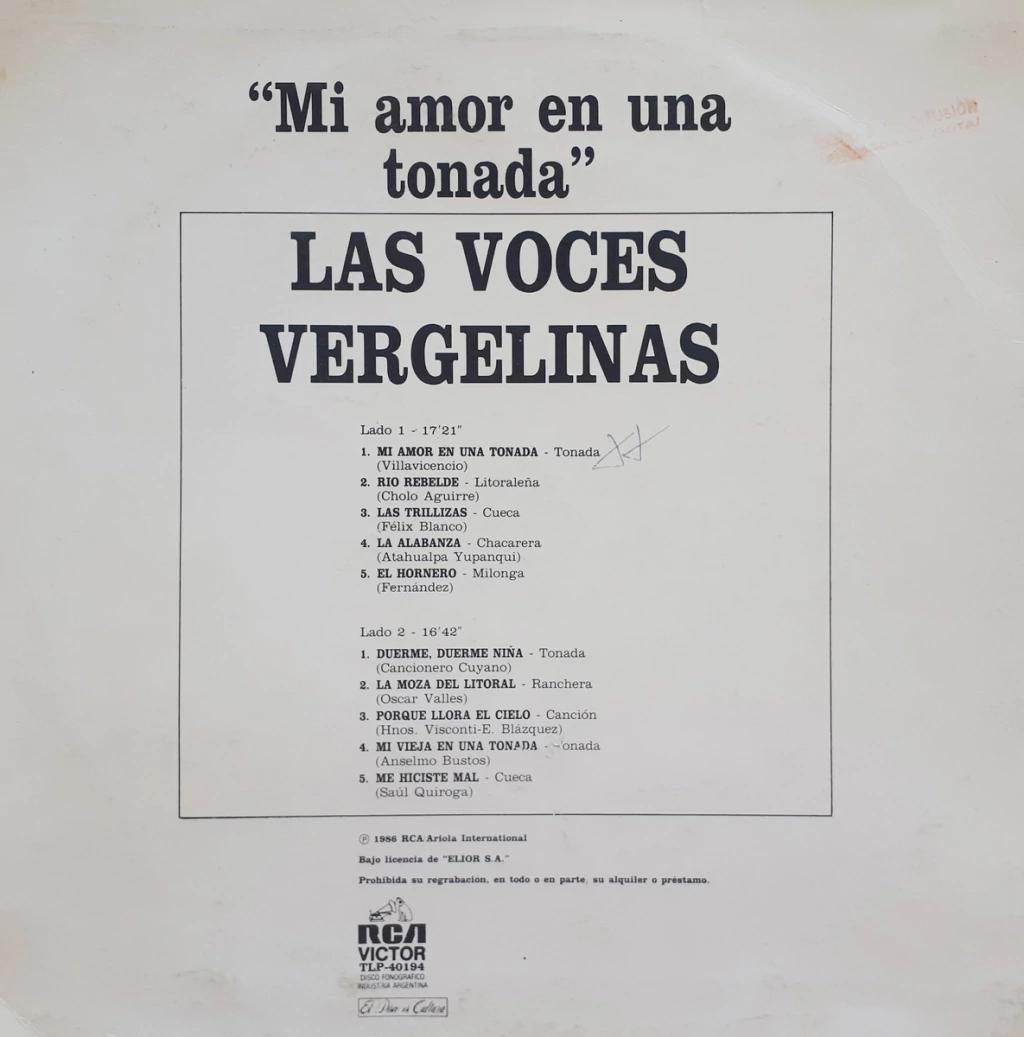 “Mi amor en una
tonada”
LAS VOCES
VERGELINAS
Lado 1 - 17'21"
1. MI AMOR EN UNA TONADA - Tonada
(Villavicencio)
2. RIO REBELDE - Litoraleña
(Cholo Aguirre)
3. LAS TRILLIZAS - Cueca
(Félix Blanco)
4. LA ALABANZA - Chacarera
(Atahualpa Yupanqui)
5. EL HORNERO - Milonga
(Fernández)
Lado 2 - 16'42"
1. DUERME, DUERME NIÑA - Tonada
(Cancionero Cuyano)
2. LA MOZA DEL LITORAL - Ranchera
(Oscar Valles)
3. PORQUE LLORA EL CIELO - Canción
(Hnos. Visconti-E. Blázquez)
4. MI VIEJA EN UNA TONADA - Tonada
(Anselmo Bustos)
5. ME HICISTE MAL - Cueca
(Saúl Quiroga)
℗ 1986 RCA Ariola International
Bajo licencia de "ELIOR S.A."
Prohibida su regrabación, en todo o en parte, su alquiler o préstamo.
RCA
VICTOR
TLP-40194
DISCO FONOGRAFICO
INDUSTRIA ARGENTINA
El Disco es Cultura